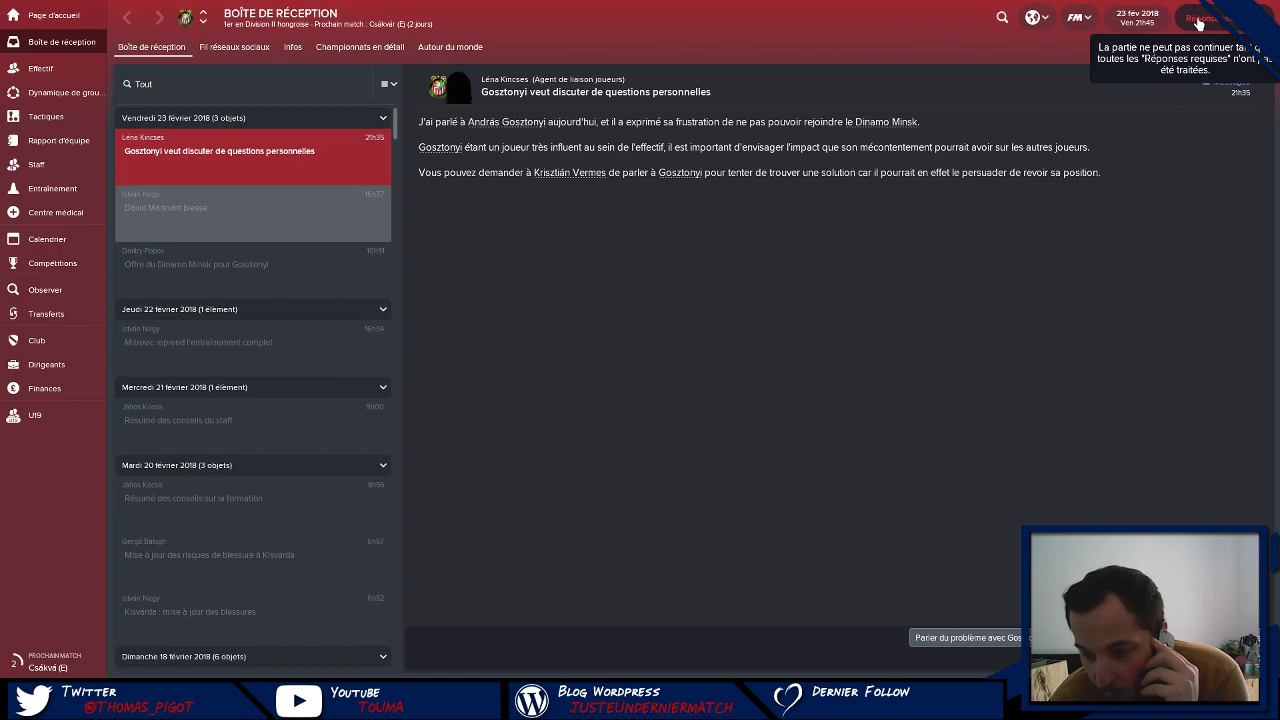 Page d'accueil
Boîte de réception
Effectif
Dynamique de grou...
Tactiques
Rapport d'équipe
Staff
Entraînement
Centre médical
Calendrier
Compétitions
Observer
Transferts
Club
Dirigeants
Finances
U19
2
PROCHAIN MATCH
Csákvá (E)
BOÎTE DE RÉCEPTION
1er en Division II hongroise - Prochain match : Csákvár (E) (2 jours)
FM
23 fév 2018
Ven 21h45
Boîte de réception
Fil réseaux sociaux
Infos
Championnats en détail
Autour du monde
La partie ne peut pas continuer
toutes les "Réponses requises" n'ont
été traitées.
Tout
Vendredi 23 février 2018 (3 objets)
Léna Kincses 21h35
Gosztonyi veut discuter de questions personnelles
István Nagy 16h37
Dávid Márkvárt blessé
Dmitry Popov 10h51
Offre du Dinamo Minsk pour Gosztonyi
Jeudi 22 février 2018 (1 élément)
István Nagy 16h34
Mitrovic reprend l'entraînement complet
Mercredi 21 février 2018 (1 élément)
János Kocsis 9h00
Résumé des conseils du staff
Mardi 20 février 2018 (3 objets)
János Kocsis 8h56
Résumé des conseils sur la formation
Gergő Balogh 6h57
Mise à jour des risques de blessure à Kisvárda
István Nagy 6h52
Kisvárda : mise à jour des blessures
Dimanche 18 février 2018 (6 objets)
Léna Kincses (Agent de liaison joueurs)
Gosztonyi veut discuter de questions personnelles
21h35
J'ai parlé à András Gosztonyi aujourd'hui, et il a exprimé sa frustration de ne pas pouvoir rejoindre le Dinamo Minsk.
Gosztonyi étant un joueur très influent au sein de l'effectif, il est important d'envisager l'impact que son mécontentement pourrait avoir sur les autres joueurs.
Vous pouvez demander à Krisztián Vermes de parler à Gosztonyi pour tenter de trouver une solution car il pourrait en effet le persuader de revoir sa position.
Parler du problème avec
Twitter
@Thomas_Pigot
Youtube
Touma
Blog Wordpress
JusteUnDernierMatch
Dernier Follow